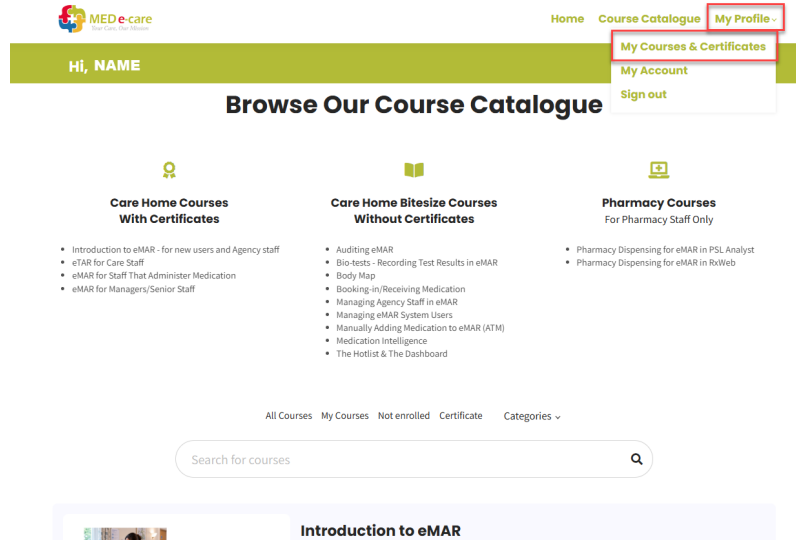 MED e-care
Your Care, Our Mission
Home Course Catalogue My Profile
My Courses & Certificates
My Account
Sign out
Hi, NAME
Browse Our Course Catalogue
Care Home Courses
With Certificates
Introduction to eMAR - for new users and Agency staff
eTAR for Care Staff
eMAR for Staff That Administer Medication
eMAR for Managers/Senior Staff
Care Home Bitesize Courses
Without Certificates
Auditing eMAR
Bio-tests - Recording Test Results in eMAR
Body Map
Booking-in/Receiving Medication
Managing Agency Staff in eMAR
Managing eMAR System Users
Manually Adding Medication to eMAR (ATM)
Medication Intelligence
The Hotlist & The Dashboard
Pharmacy Courses
For Pharmacy Staff Only
Pharmacy Dispensing for eMAR in PSL Analyst
Pharmacy Dispensing for eMAR in RxWeb
All Courses My Courses Not enrolled Certificate Categories
Search for courses
Introduction to eMAR